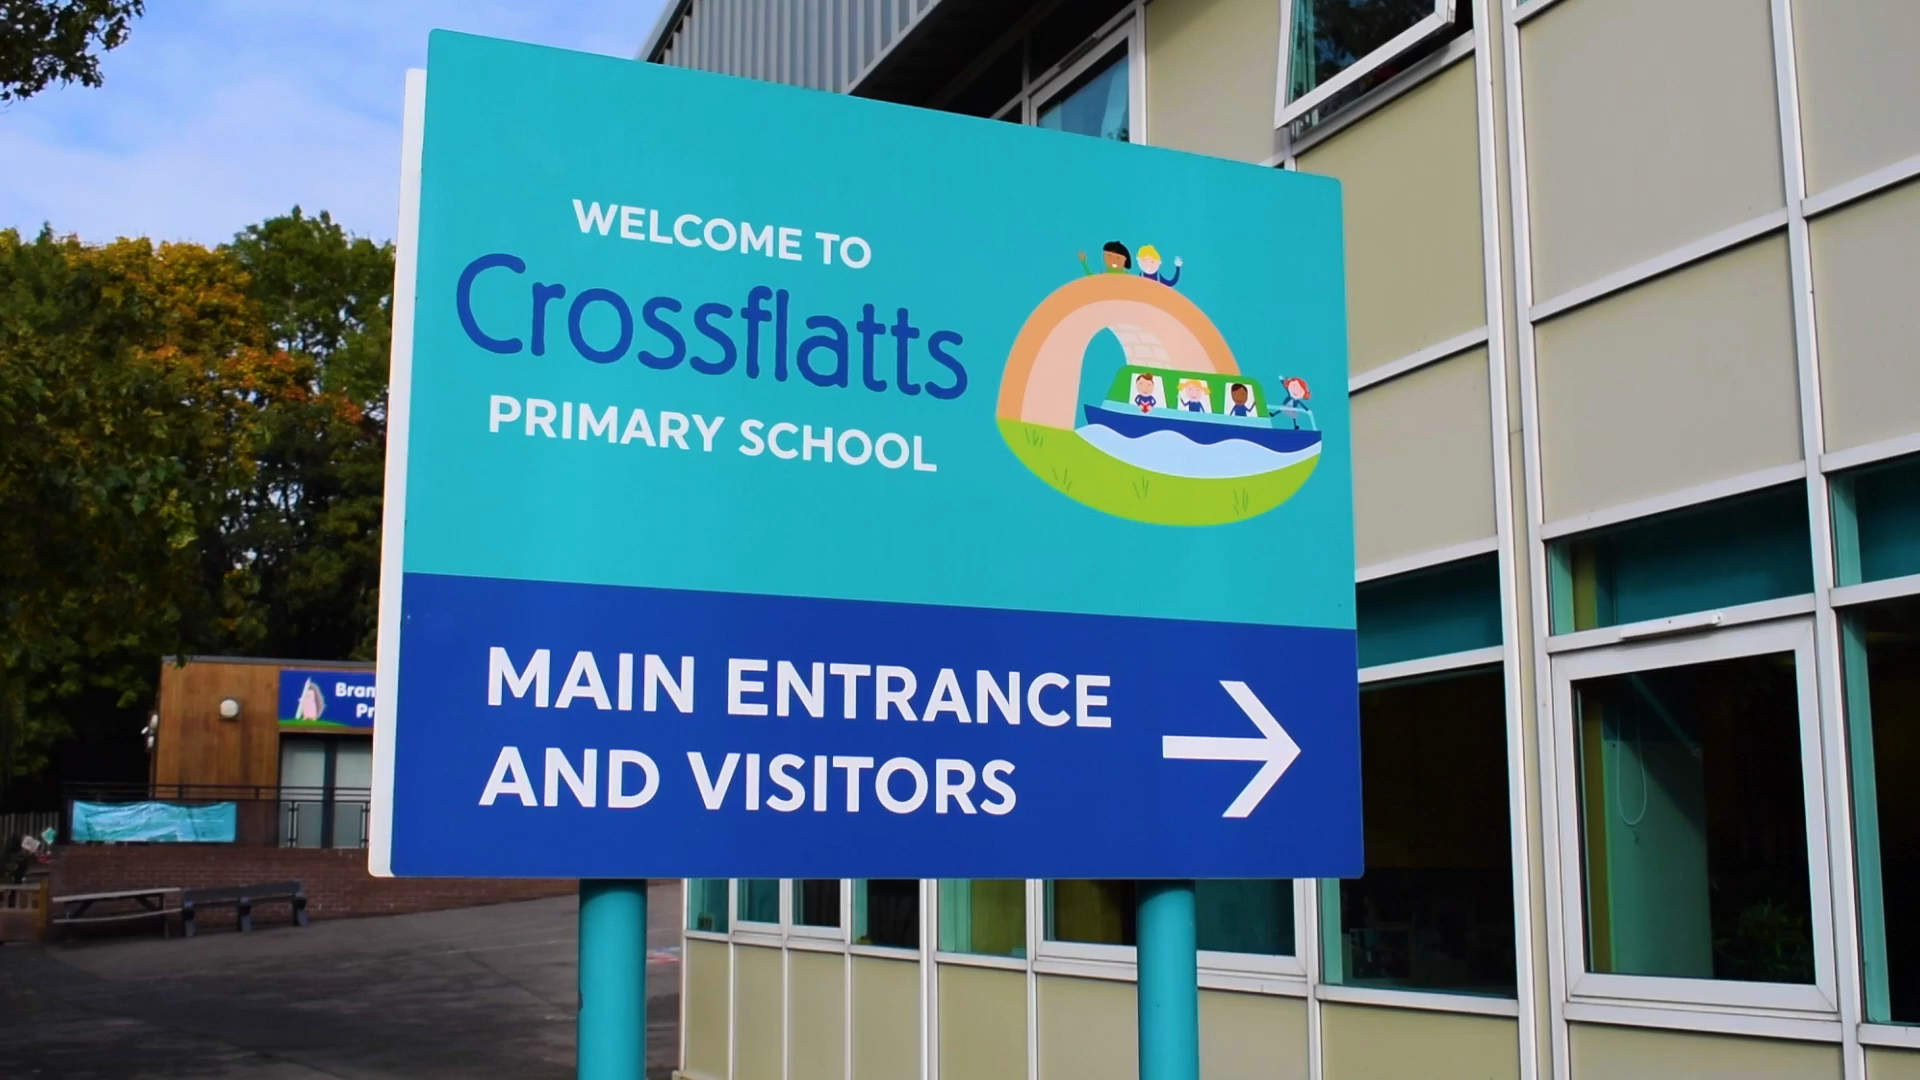 WELCOME TO
Crossflatts
PRIMARY SCHOOL
MAIN ENTRANCE
AND VISITORS